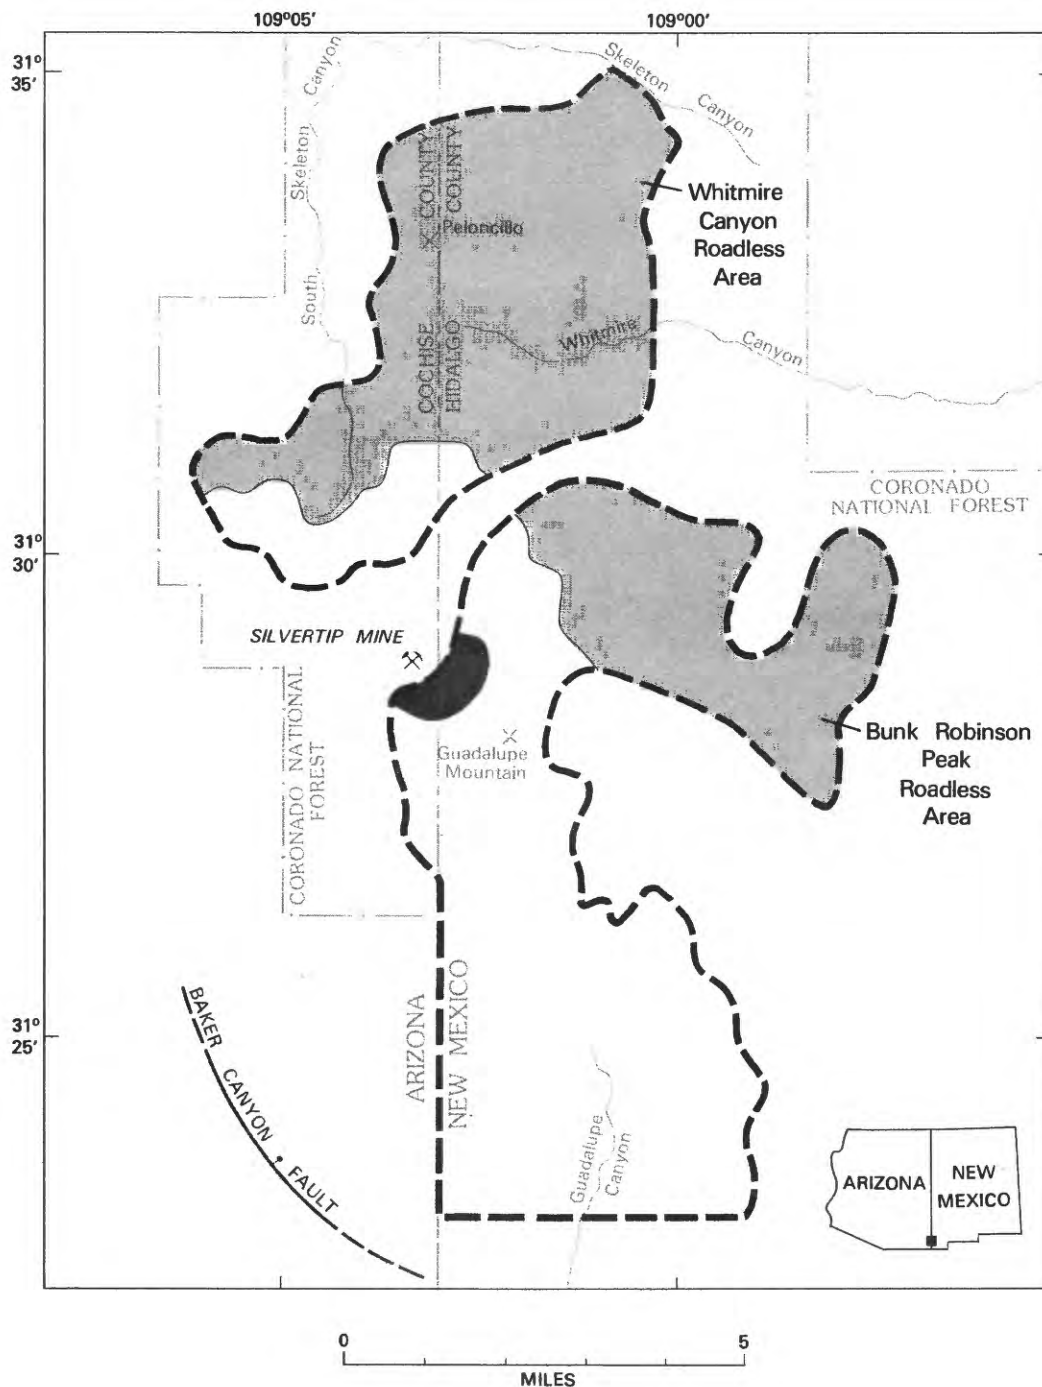 109°05'
109°00'
31°
35'
Skeleton
Canyon
Skeleton
Canyon
South
COUNTY
COUNTY
Peloncillo
COCHISE
HIDALGO
Whitmire
Canyon
Whitmire
Canyon
Roadless
Area
CORONADO
NATIONAL FOREST
31°
30'
SILVERTIP MINE
Guadalupe
Mountain
CORONADO NATIONAL
FOREST
Bunk Robinson
Peak
Roadless
Area
31°
25'
BAKER CANYON FAULT
ARIZONA
NEW MEXICO
Guadalupe
Canyon
ARIZONA
NEW
MEXICO
0
5
MILES